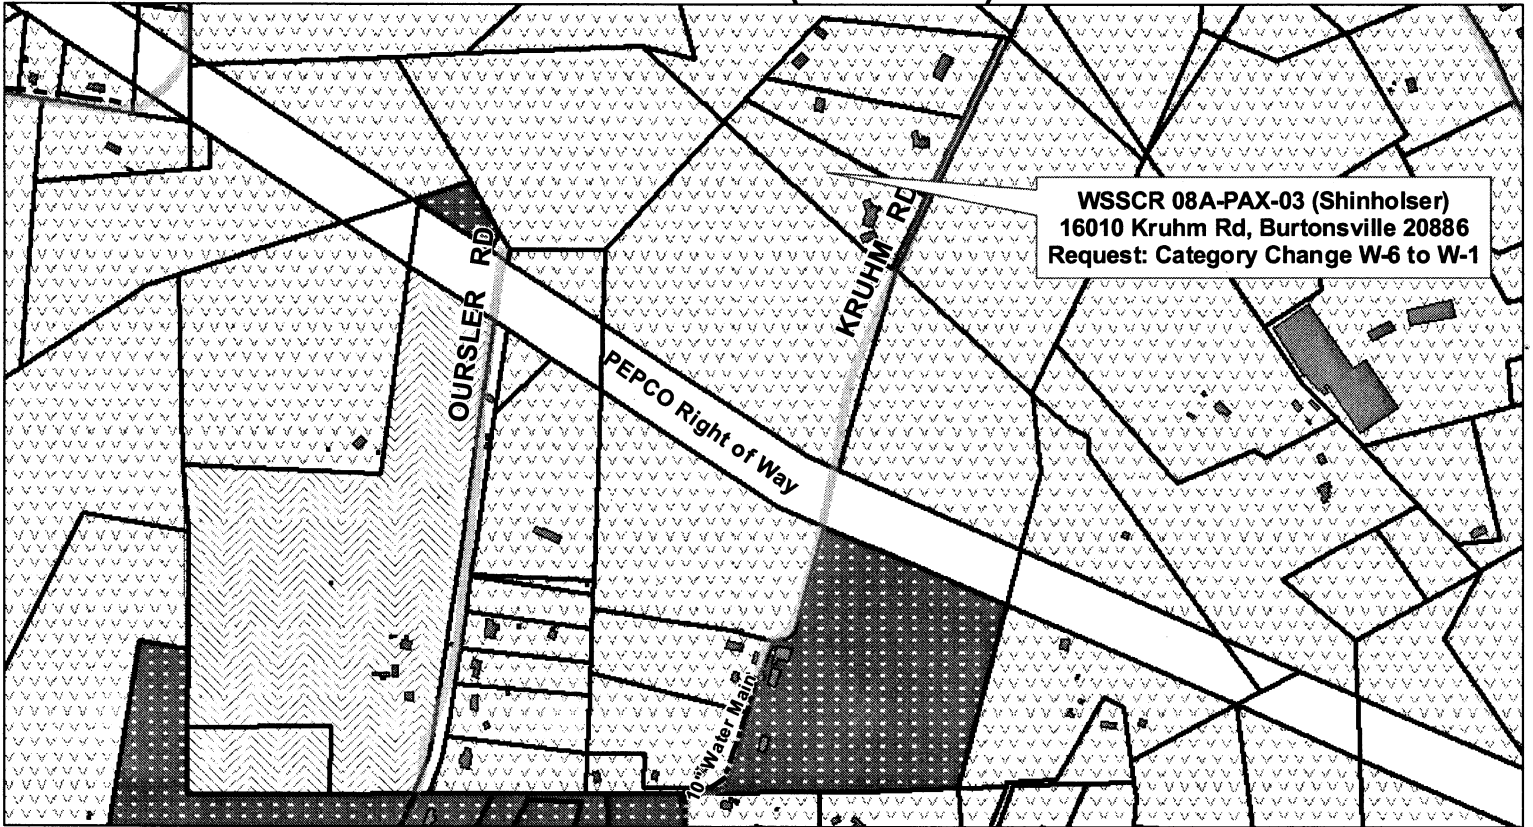 WSSCR 08A-PAX-03 (Shinholser)
16010 Kruhm Rd, Burtonsville 20886
Request: Category Change W-6 to W-1
OURSLER RD
KRUHM RD
PEPCO Right of Way
10" Water Main